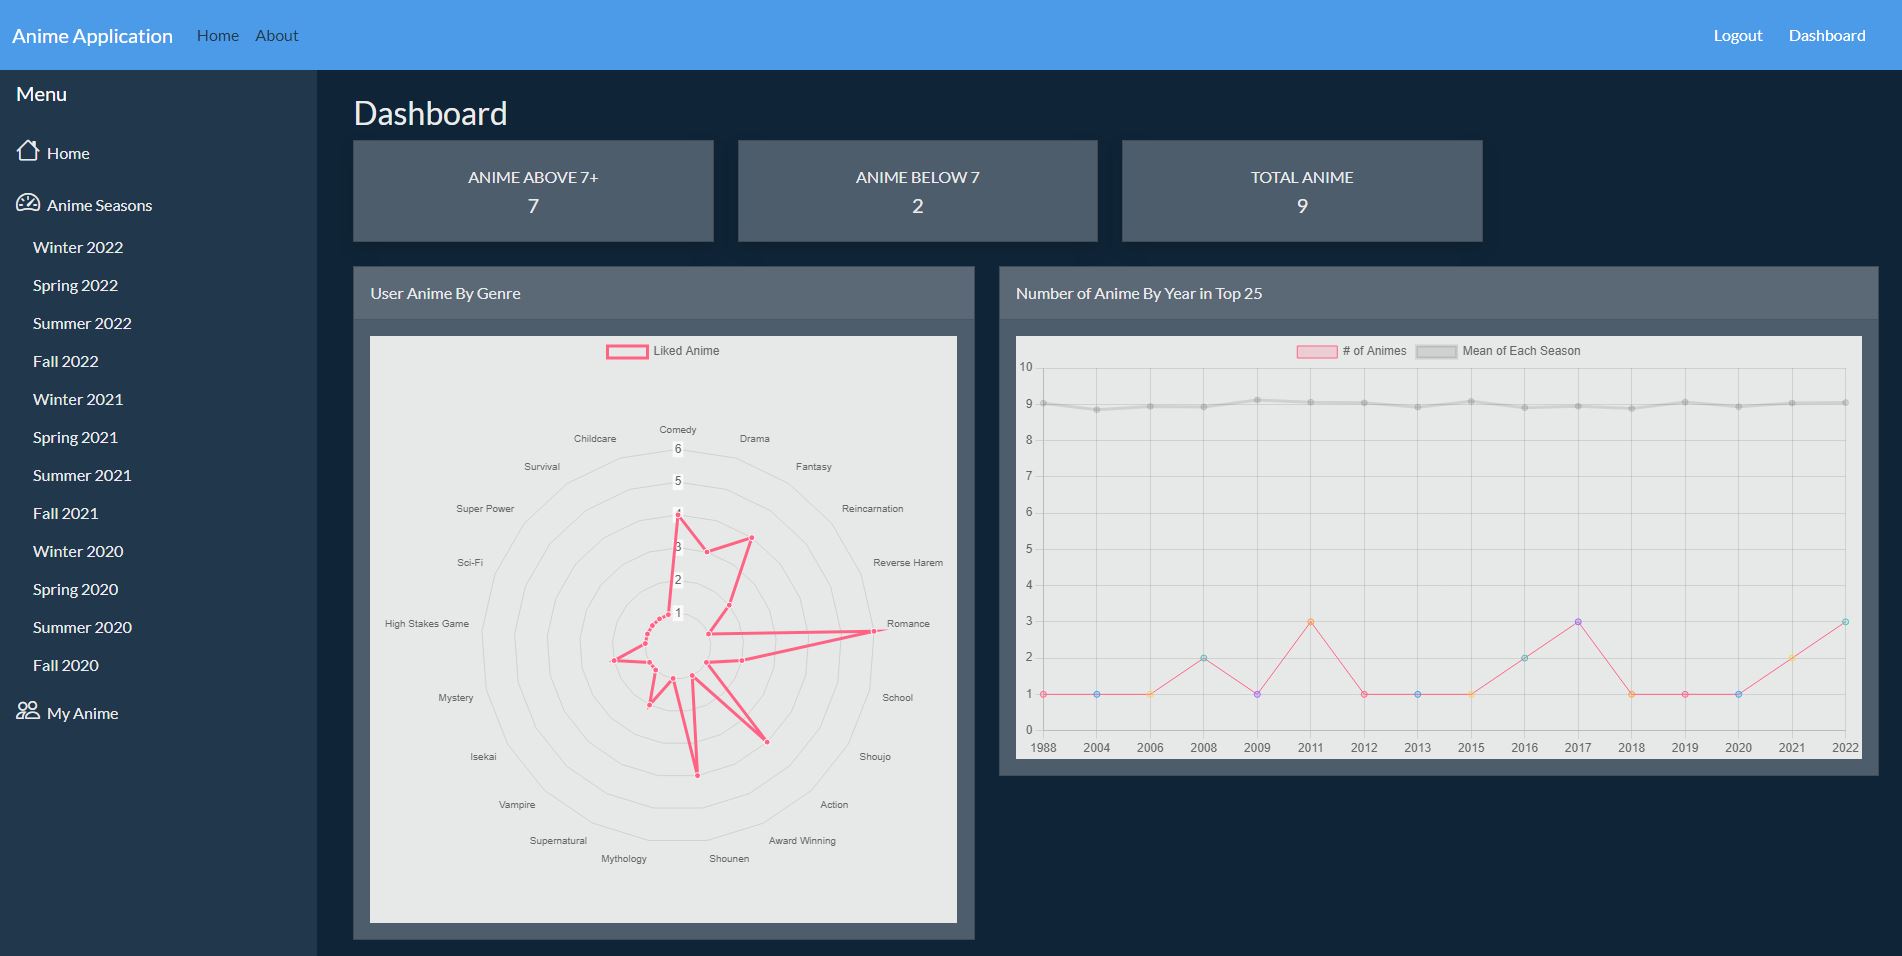 Anime Application Home About Logout Dashboard
Menu
Home
Anime Seasons
Winter 2022
Spring 2022
Summer 2022
Fall 2022
Winter 2021
Spring 2021
Summer 2021
Fall 2021
Winter 2020
Spring 2020
Summer 2020
Fall 2020
My Anime
Dashboard
ANIME ABOVE 7+
7
ANIME BELOW 7
2
TOTAL ANIME
9
User Anime By Genre
Liked Anime
Comedy
Drama
Fantasy
Reincarnation
Reverse Harem
Romance
School
Shoujo
Action
Award Winning
Shounen
Mythology
Supernatural
Vampire
Isekai
Mystery
High Stakes Game
Sci-Fi
Super Power
Survival
Childcare
6
5
4
3
2
1
Number of Anime By Year in Top 25
# of Animes Mean of Each Season
10
9
8
7
6
5
4
3
2
1
0
1988 2004 2006 2008 2009 2011 2012 2013 2015 2016 2017 2018 2019 2020 2021 2022